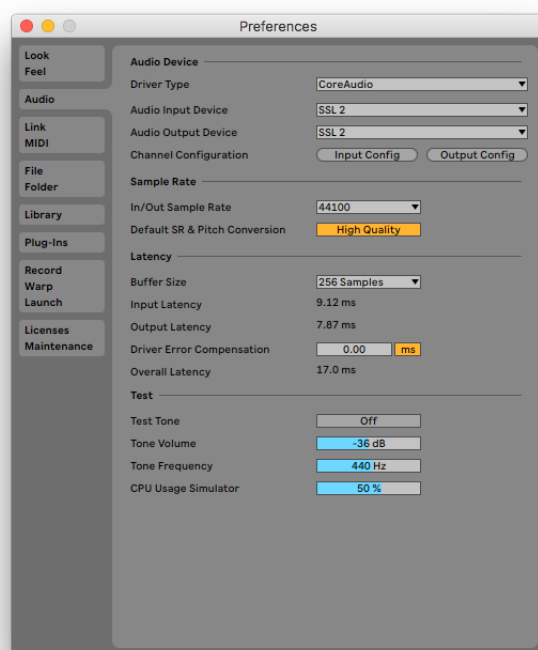 Preferences
Look
Feel
Audio
Link
MIDI
File
Folder
Library
Plug-Ins
Record
Warp
Launch
Licenses
Maintenance
Audio Device
Driver Type CoreAudio
Audio Input Device SSL 2
Audio Output Device SSL 2
Channel Configuration Input Config Output Config
Sample Rate
In/Out Sample Rate 44100
Default SR & Pitch Conversion High Quality
Latency
Buffer Size 256 Samples
Input Latency 9.12 ms
Output Latency 7.87 ms
Driver Error Compensation 0.00 ms
Overall Latency 17.0 ms
Test
Test Tone Off
Tone Volume -36 dB
Tone Frequency 440 Hz
CPU Usage Simulator 50 %